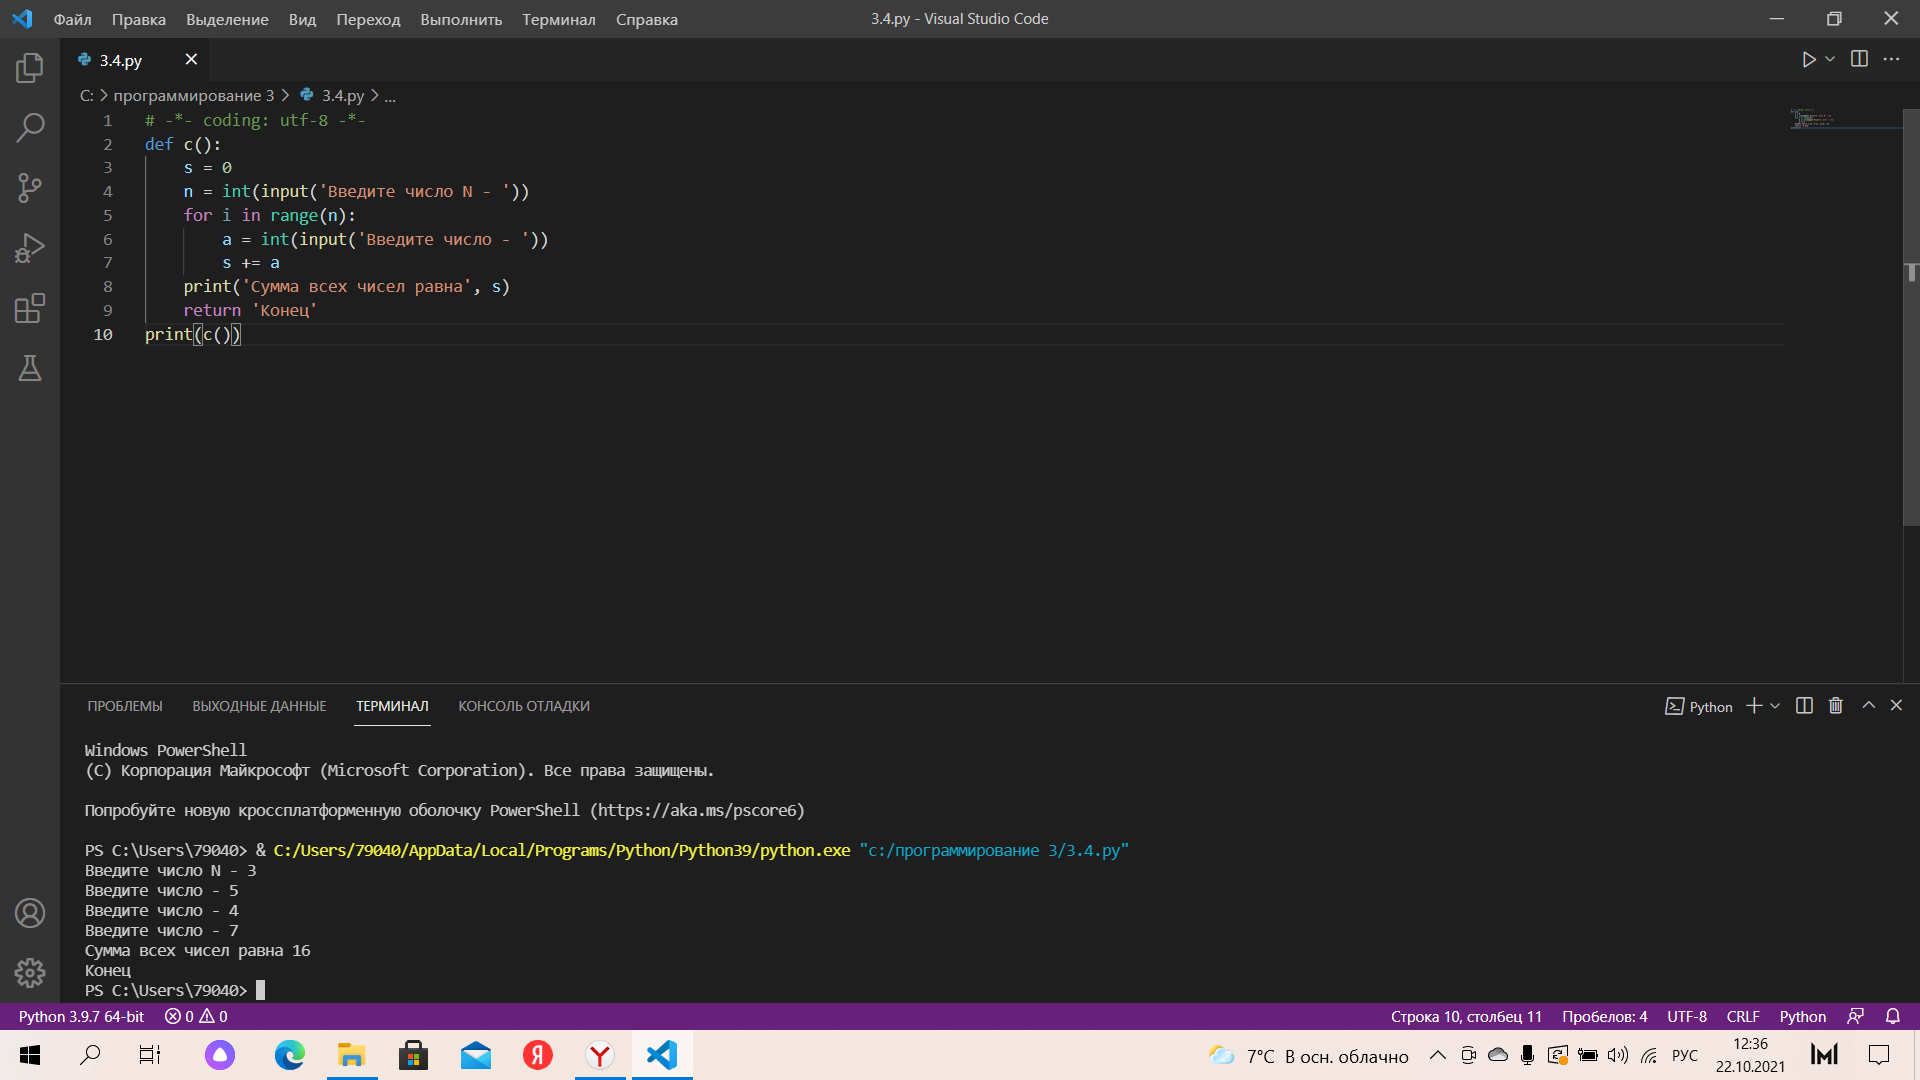 Файл Правка Выделение Вид Переход Выполнить Терминал Справка
3.4.py - Visual Studio Code
3.4.py
C: > программирование 3 > 3.4.py > ...
1 # -*- coding: utf-8 -*-
2 def c():
3 s = 0
4 n = int(input('Введите число N - '))
5 for i in range(n):
6 a = int(input('Введите число - '))
7 s += a
8 print('Сумма всех чисел равна', s)
9 return 'Конец'
10 print(c())
ПРОБЛЕМЫ ВЫХОДНЫЕ ДАННЫЕ ТЕРМИНАЛ КОНСОЛЬ ОТЛАДКИ
Python
Windows PowerShell
(C) Корпорация Майкрософт (Microsoft Corporation). Все права защищены.
Попробуйте новую кроссплатформенную оболочку PowerShell (https://aka.ms/pscore6)
PS C:\Users\79040> & C:/Users/79040/AppData/Local/Programs/Python/Python39/python.exe "c:/программирование 3/3.4.py"
Введите число N - 3
Введите число - 5
Введите число - 4
Введите число - 7
Сумма всех чисел равна 16
Конец
PS C:\Users\79040>
Python 3.9.7 64-bit 0 0
Строка 10, столбец 11 Пробелов: 4 UTF-8 CRLF Python
7°C В осн. облачно
РУС
12:36
22.10.2021